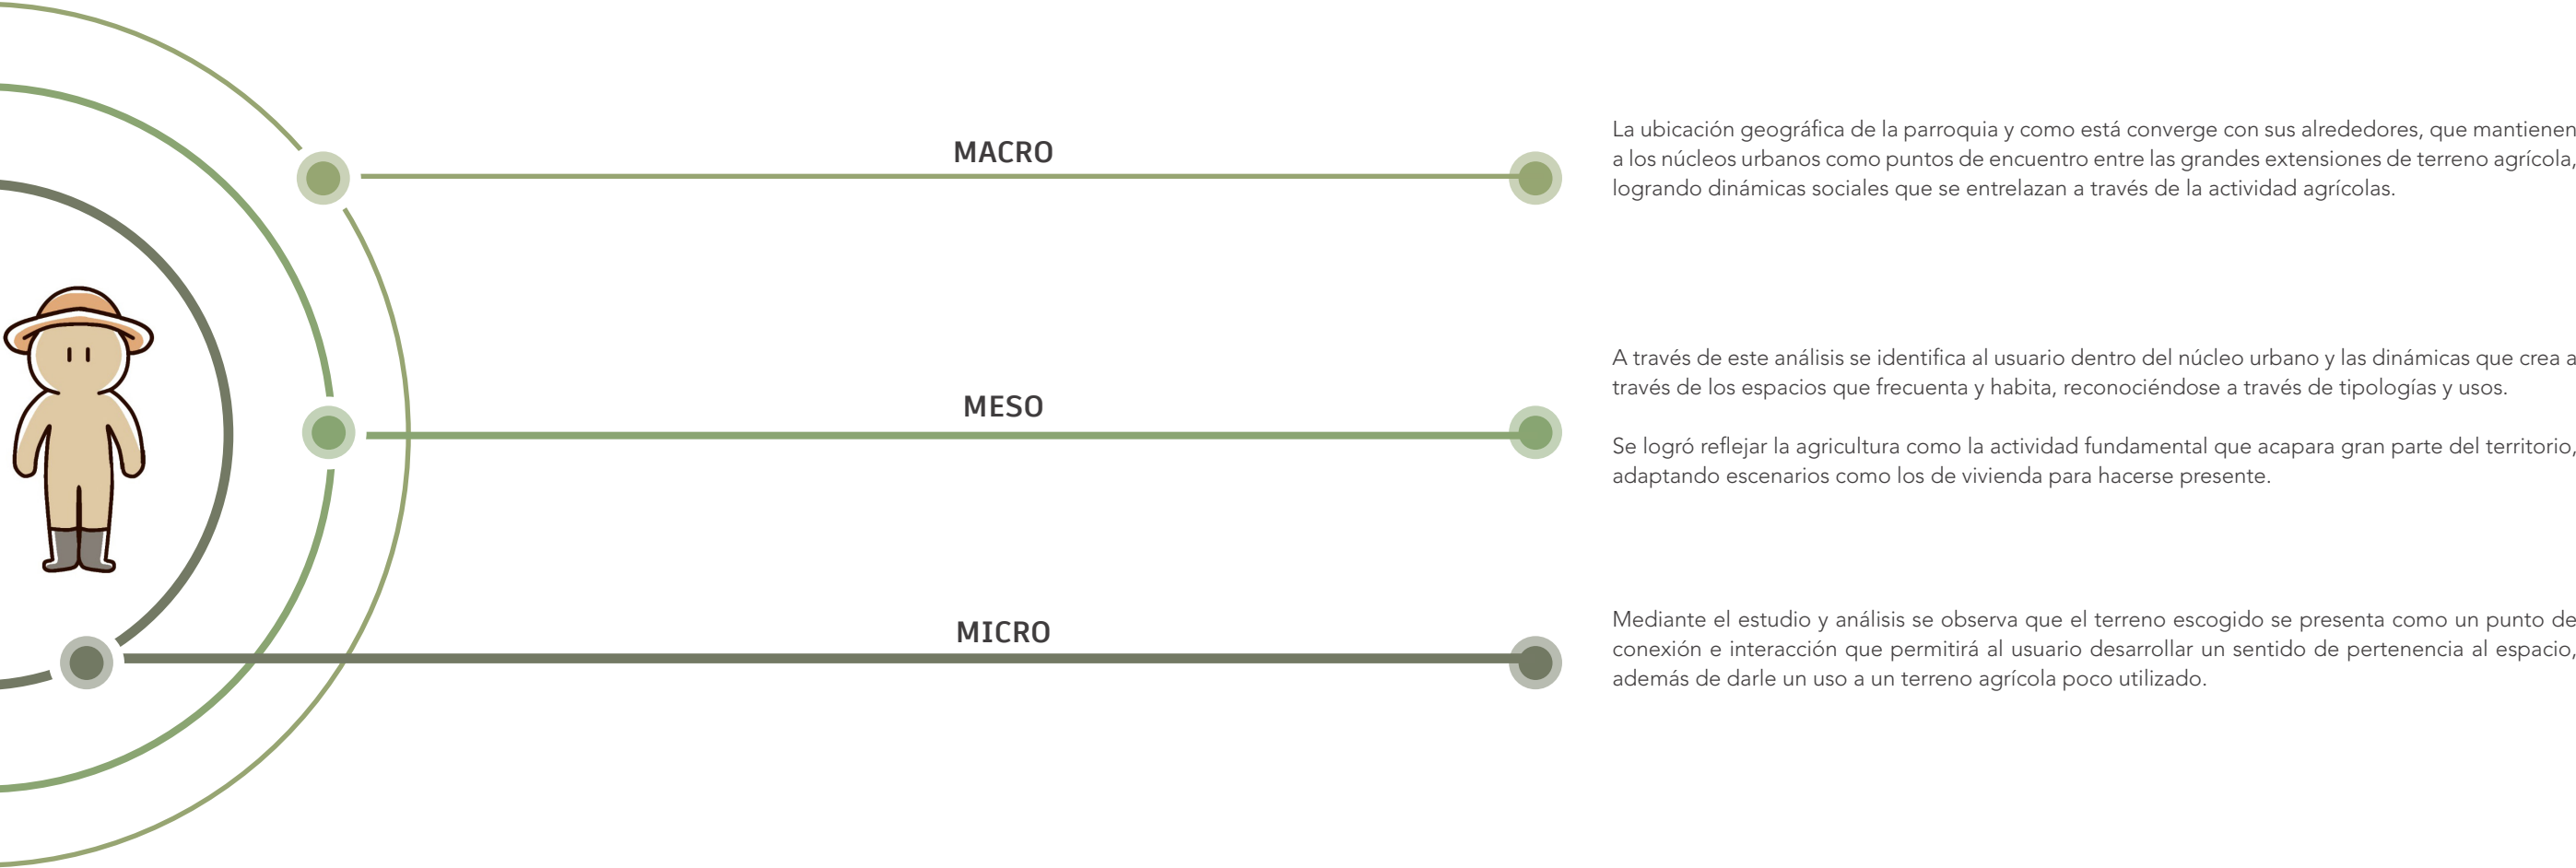 MACRO
La ubicación geográfica de la parroquia y como está converge con sus alrededores, que mantienen
a los núcleos urbanos como puntos de encuentro entre las grandes extensiones de terreno agrícola,
logrando dinámicas sociales que se entrelazan a través de la actividad agrícolas.
MESO
A través de este análisis se identifica al usuario dentro del núcleo urbano y las dinámicas que crea a
través de los espacios que frecuenta y habita, reconociéndose a través de tipologías y usos.
Se logró reflejar la agricultura como la actividad fundamental que acapara gran parte del territorio,
adaptando escenarios como los de vivienda para hacerse presente.
MICRO
Mediante el estudio y análisis se observa que el terreno escogido se presenta como un punto de
conexión e interacción que permitirá al usuario desarrollar un sentido de pertenencia al espacio,
además de darle un uso a un terreno agrícola poco utilizado.